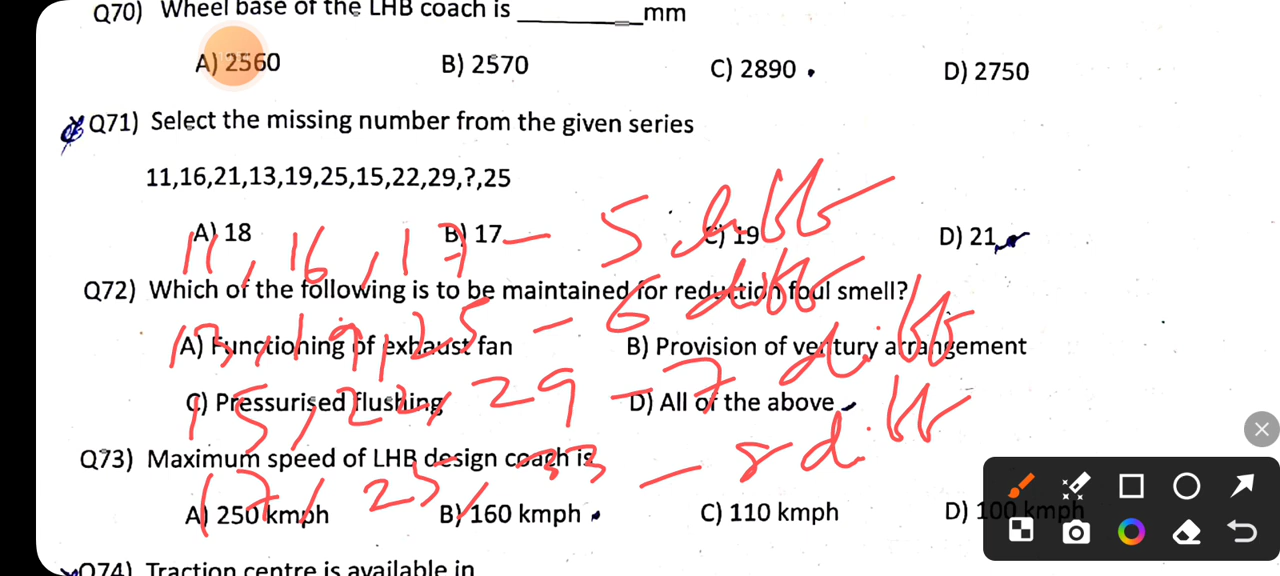 Q70) Wheel base of the LHB coach is __________mm
A) 2560 B) 2570 C) 2890 D) 2750
Q71) Select the missing number from the given series
11,16,21,13,19,25,15,22,29,?,25
A) 18 B) 17 C) 19 D) 21
11, 16, 17 — 5 diff
Q72) Which of the following is to be maintained for reduction foul smell?
13, 19, 25 — 6 diff
A) Functioning of exhaust fan B) Provision of ventury arrangement
15, 22, 29 — 7 diff
C) Pressurised flushing D) All of the above
Q73) Maximum speed of LHB design coach is
17, 25, 33 — 8 diff
A) 250 kmph B) 160 kmph C) 110 kmph D) 100 kmph
Q74) Traction centre is available in